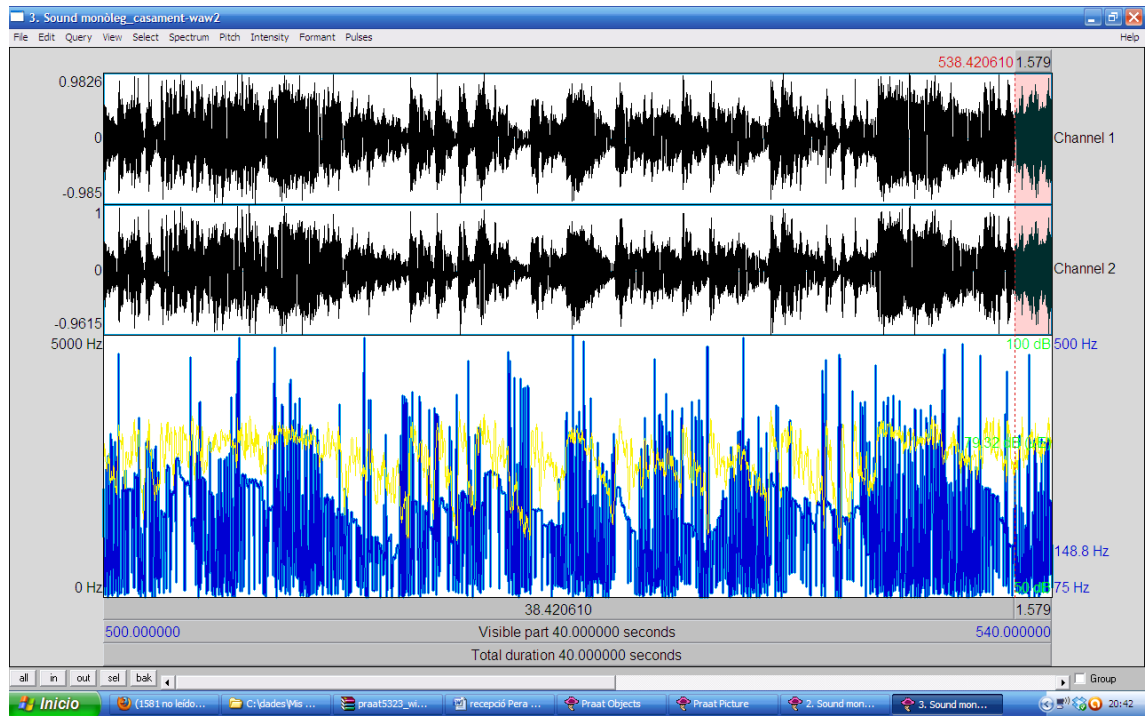 3. Sound monòleg_casament-waw2
File Edit Query View Select Spectrum Pitch Intensity Formant Pulses Help
538.420610 1.579
0.9826
0
-0.985
Channel 1
1
0
-0.9615
Channel 2
5000 Hz
100 dB 500 Hz
148.8 Hz
0 Hz
50 dB 75 Hz
38.420610 1.579
500.000000 Visible part 40.000000 seconds 540.000000
Total duration 40.000000 seconds
all in out sel bak Group
Inicio (1581 no leído... C:\dades\Mis ... praat5323_wi... recepció Pera ... Praat Objects Praat Picture 2. Sound mon... 3. Sound mon... 20:42